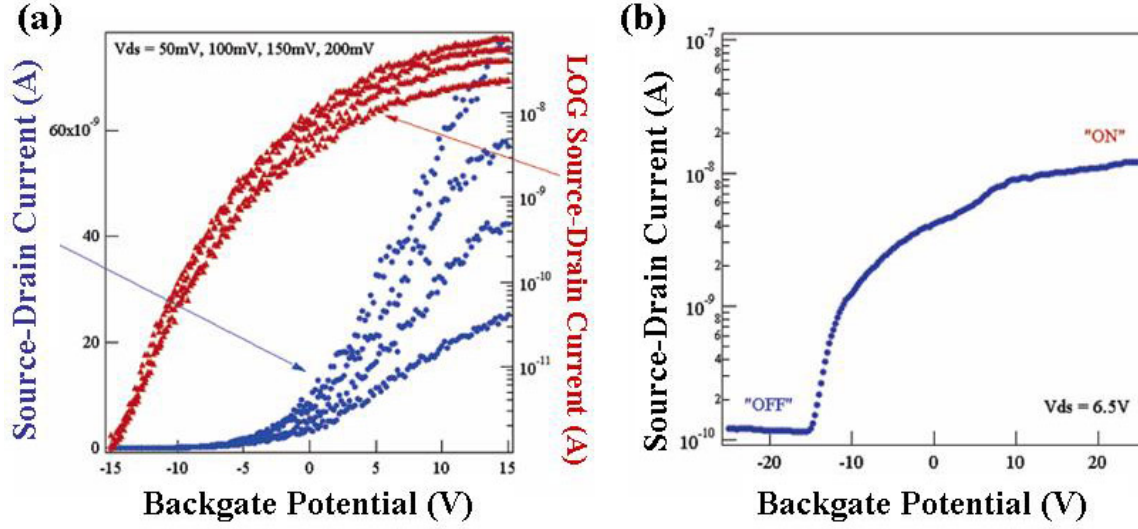 (a)
Vds = 50mV, 100mV, 150mV, 200mV
Source-Drain Current (A)
60x10⁻⁹
40
20
0
-15
-10
-5
0
5
10
15
Backgate Potential (V)
10⁻⁸
10⁻⁹
10⁻¹⁰
10⁻¹¹
LOG Source-Drain Current (A)
(b)
Source-Drain Current (A)
10⁻⁷
8
6
4
2
10⁻⁸
8
6
4
2
10⁻⁹
8
6
4
2
10⁻¹⁰
"ON"
"OFF"
Vds = 6.5V
-20
-10
0
10
20
Backgate Potential (V)